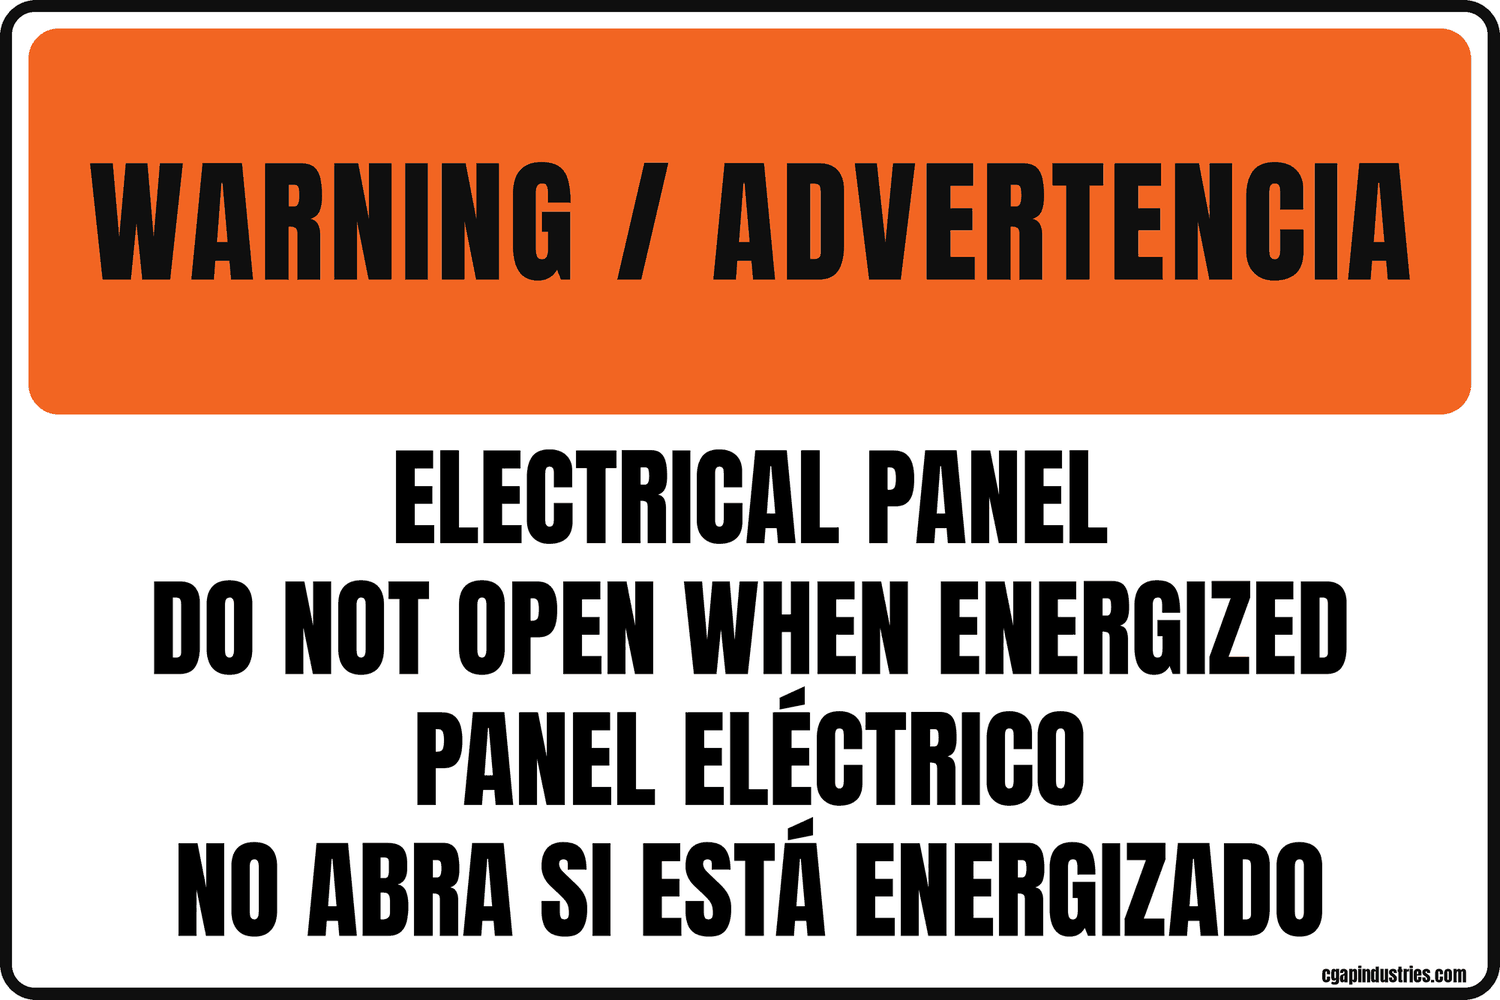 WARNING / ADVERTENCIA
ELECTRICAL PANEL
DO NOT OPEN WHEN ENERGIZED
PANEL ELÉCTRICO
NO ABRA SI ESTÁ ENERGIZADO
cgapindustries.com